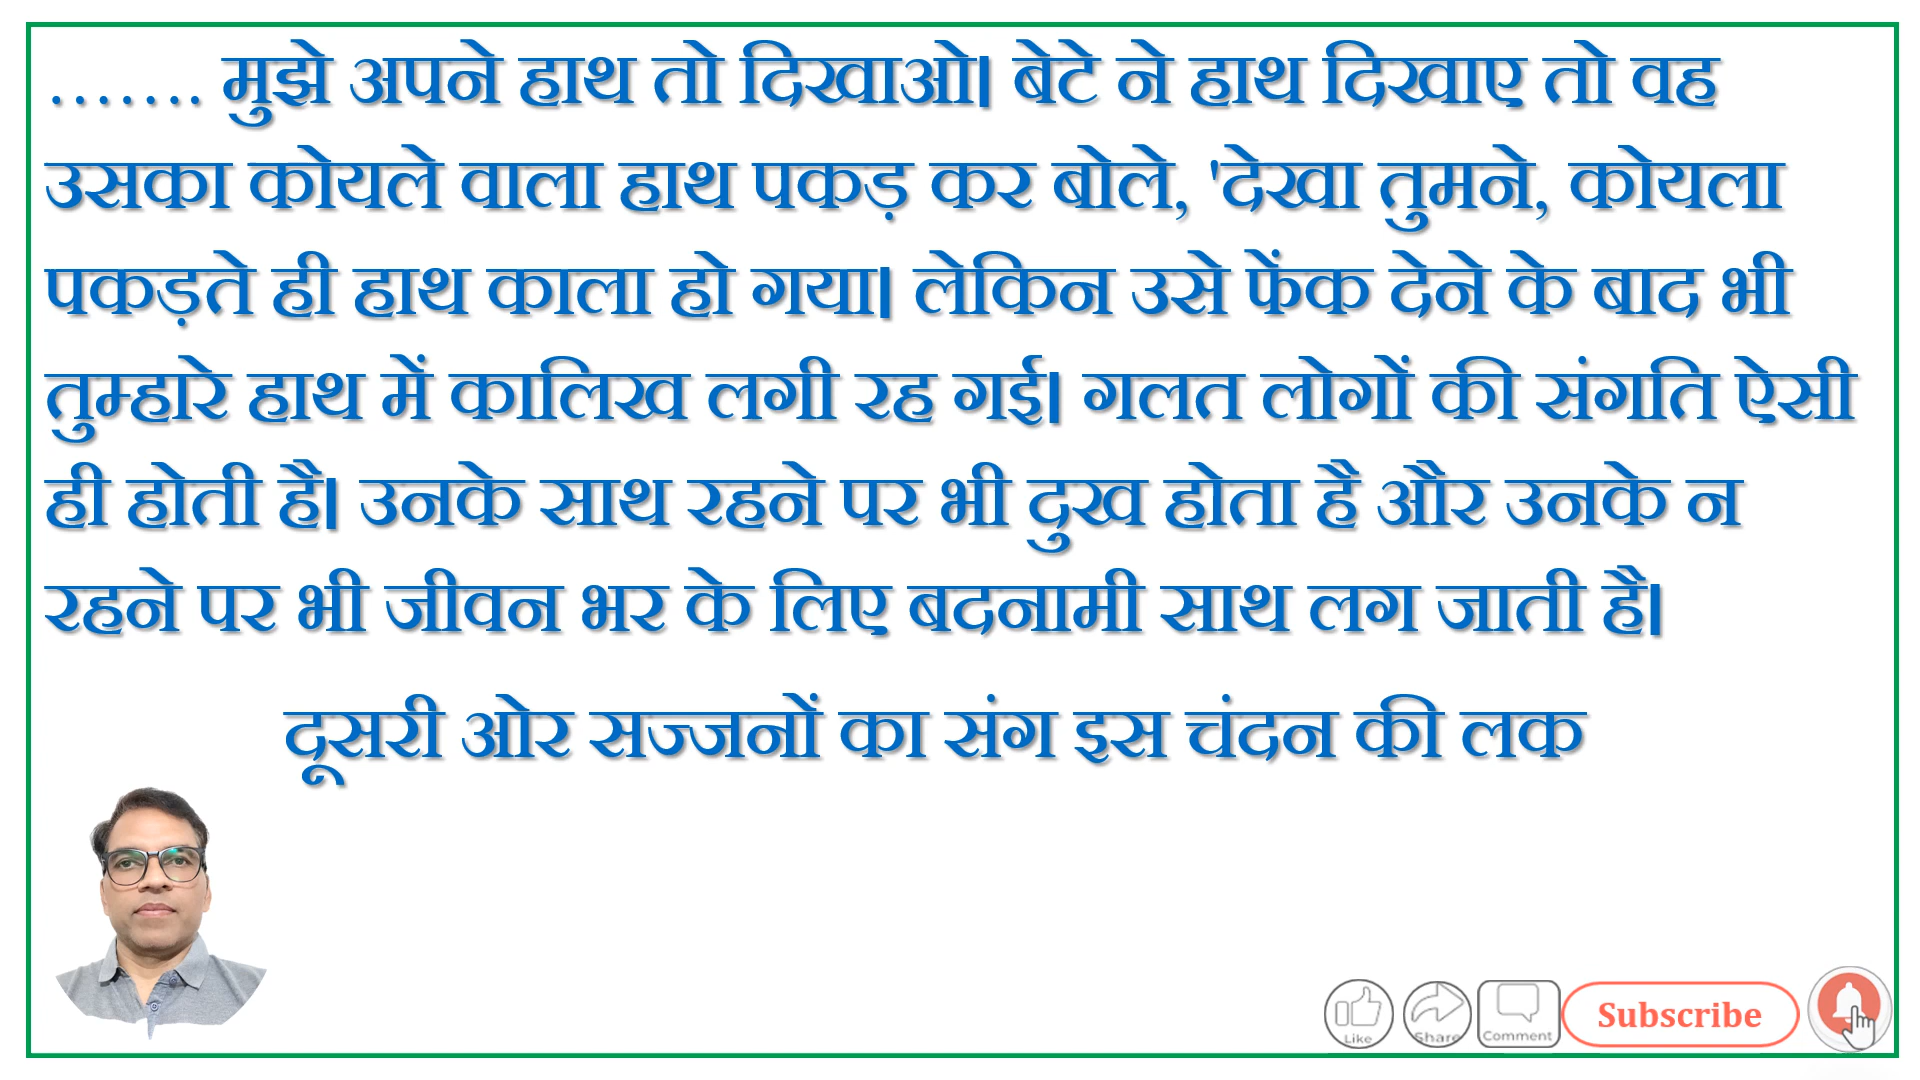 ....... मुझे अपने हाथ तो दिखाओ। बेटे ने हाथ दिखाए तो वह
उसका कोयले वाला हाथ पकड़ कर बोले, 'देखा तुमने, कोयला
पकड़ते ही हाथ काला हो गया। लेकिन उसे फेंक देने के बाद भी
तुम्हारे हाथ में कालिख लगी रह गई। गलत लोगों की संगति ऐसी
ही होती है। उनके साथ रहने पर भी दुख होता है और उनके न
रहने पर भी जीवन भर के लिए बदनामी साथ लग जाती है।
दूसरी ओर सज्जनों का संग इस चंदन की लक
Like
Share
Comment
Subscribe